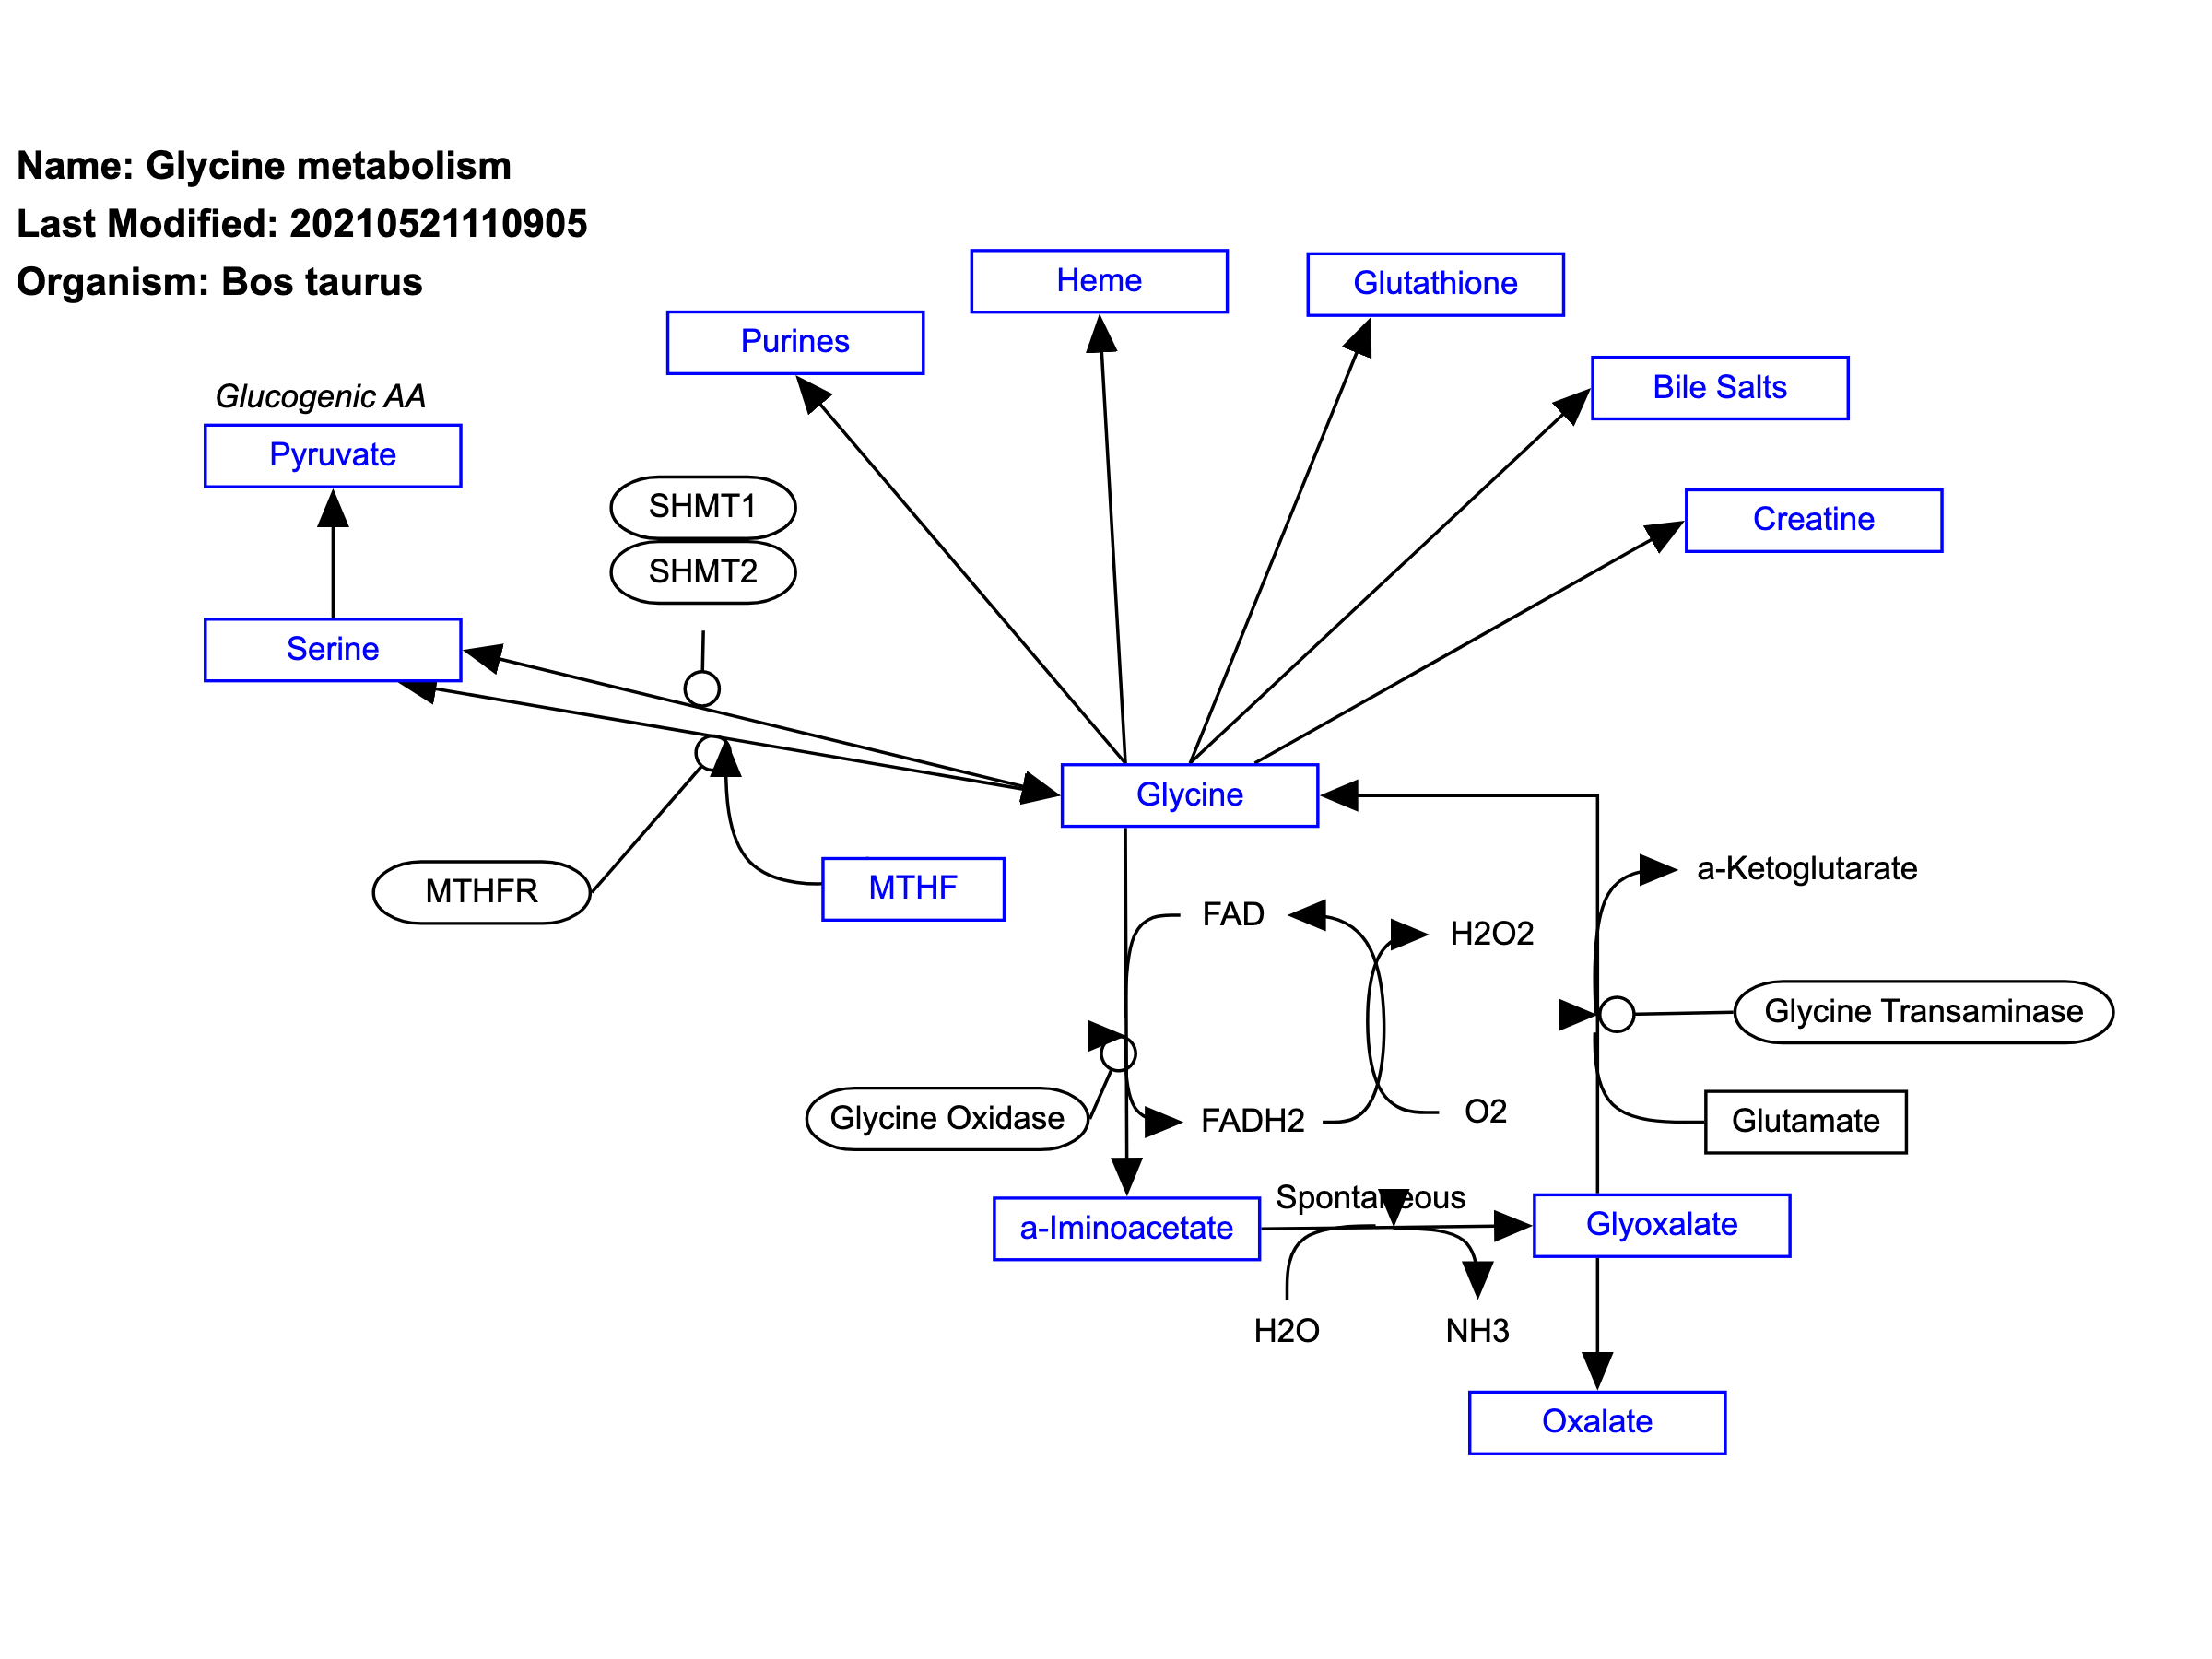 Name: Glycine metabolism
Last Modified: 20210521110905
Organism: Bos taurus
Heme
Glutathione
Purines
Bile Salts
Glucogenic AA
Pyruvate
SHMT1
Creatine
SHMT2
Serine
Glycine
a-Ketoglutarate
MTHFR
MTHF
FAD
H2O2
Glycine Transaminase
Glycine Oxidase
FADH2
O2
Glutamate
Spontaneous
a-Iminoacetate
Glyoxalate
H2O
NH3
Oxalate